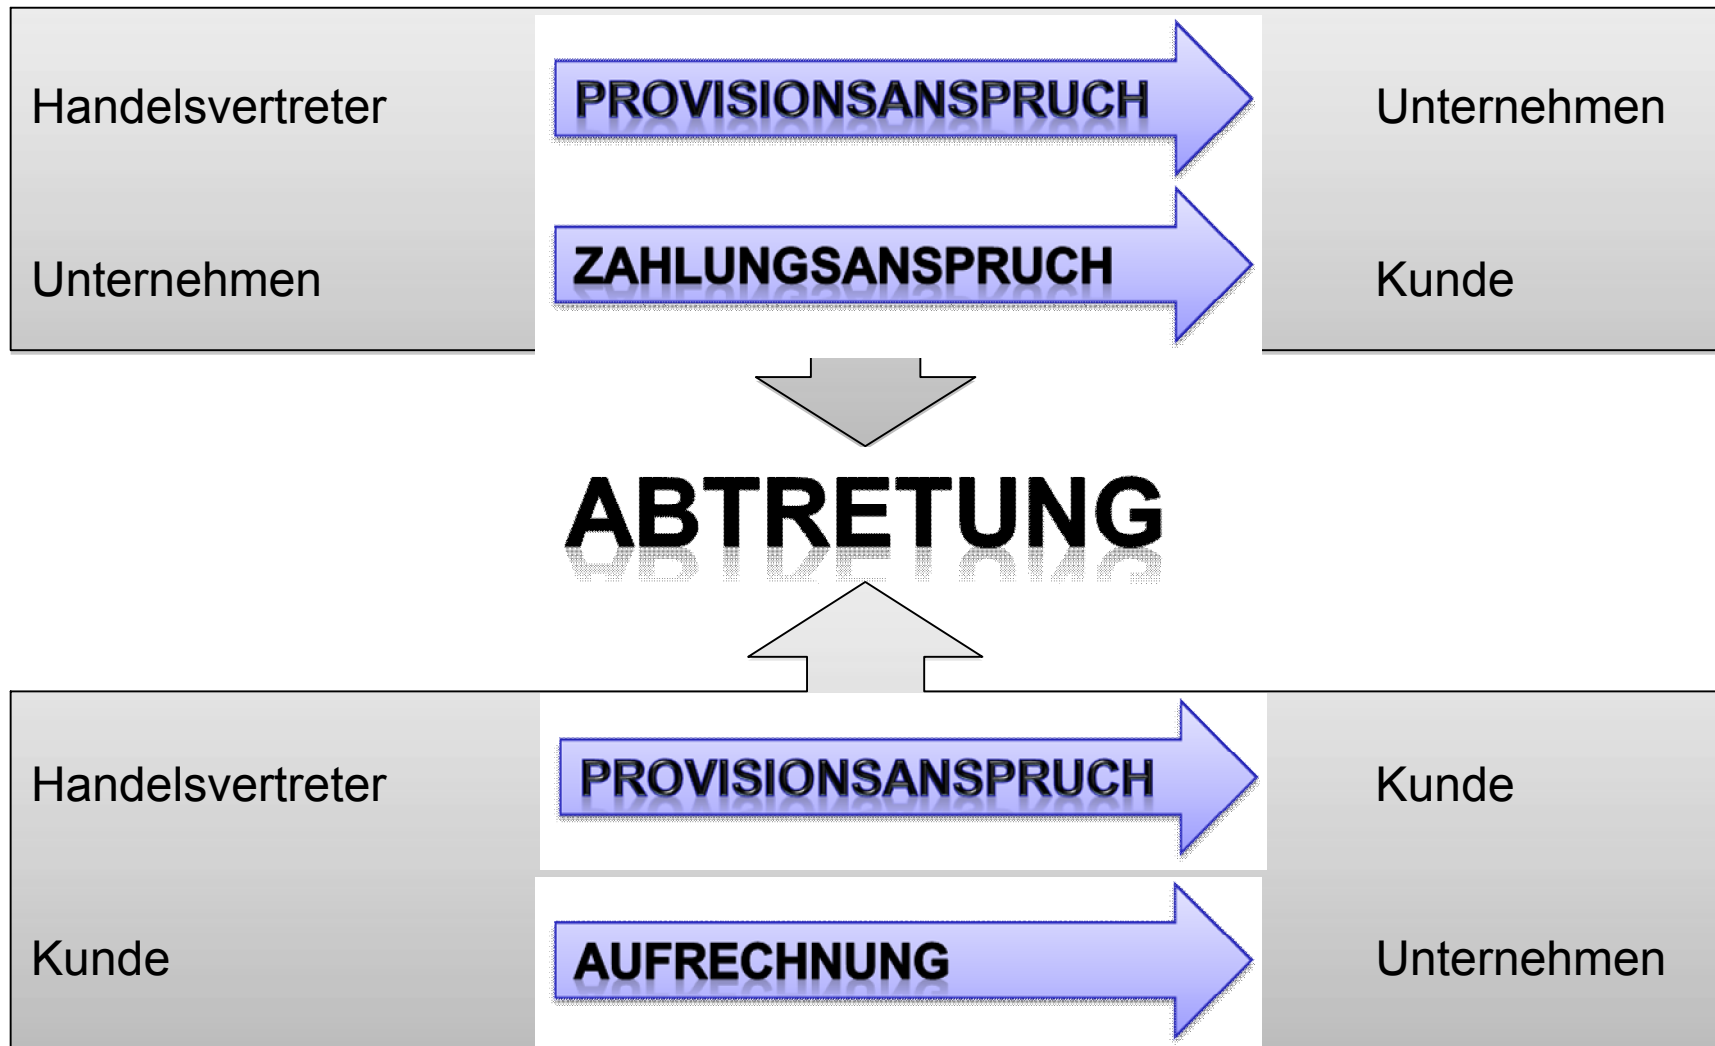 Handelsvertreter PROVISIONSANSPRUCH Unternehmen
Unternehmen ZAHLUNGSANSPRUCH Kunde
ABTRETUNG
Handelsvertreter PROVISIONSANSPRUCH Kunde
Kunde AUFRECHNUNG Unternehmen